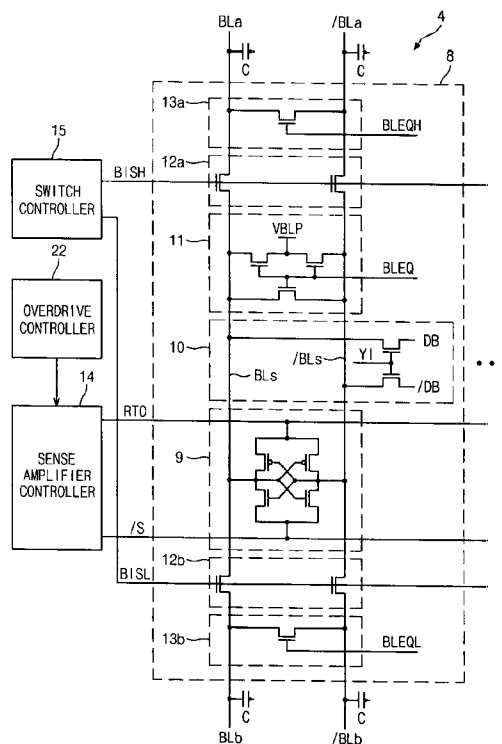 BLa /BLa
4
8
C C
13a
BLEQH
15
12a
SWITCH
CONTROLLER
BISH
22
11
VBLP
BLEQ
OVERDRIVE
CONTROLLER
10
DB
YI
BLs
/BLs
/DB
14
RTO
9
SENSE
AMPLIFIER
CONTROLLER
/S
12b
BISL
13b
BLEQL
C C
BLb /BLb